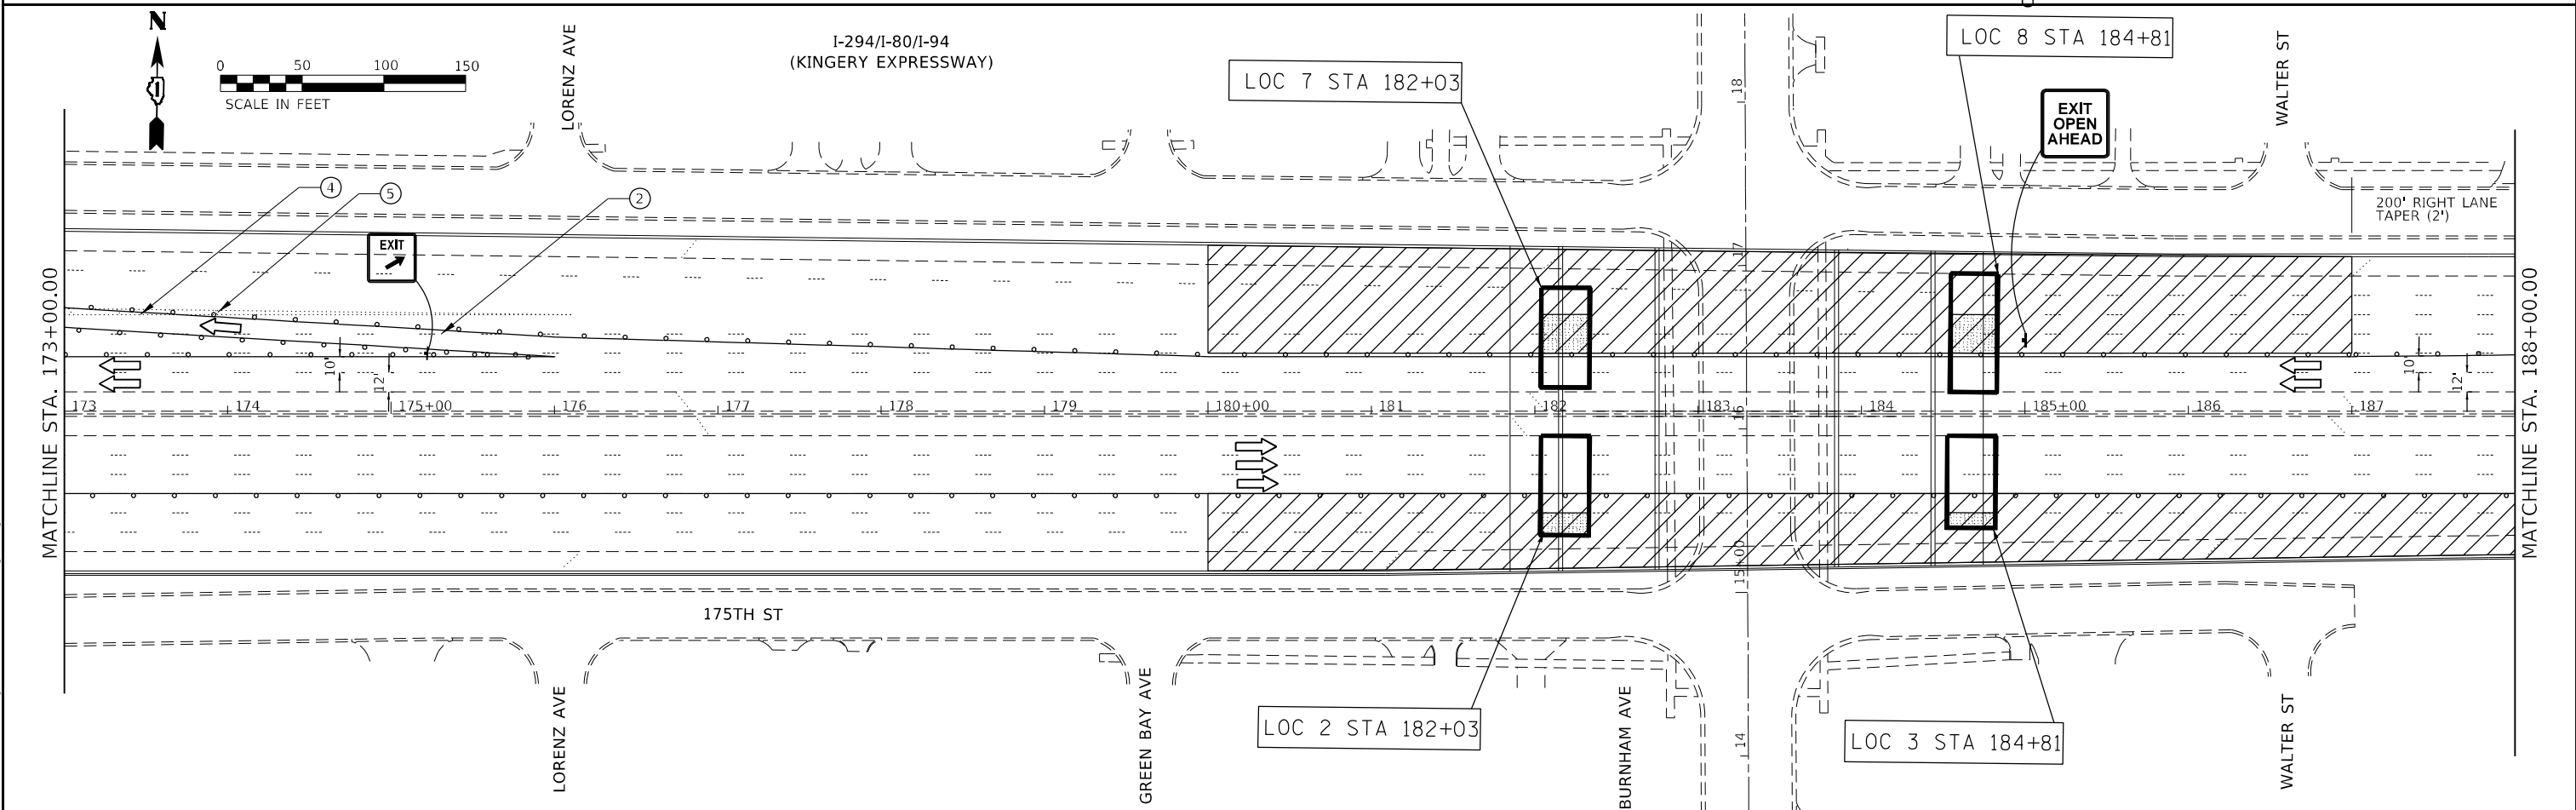 N
0 50 100 150
SCALE IN FEET
LORENZ AVE
I-294/I-80/I-94
(KINGERY EXPRESSWAY)
LOC 7 STA 182+03
18
LOC 8 STA 184+81
EXIT
OPEN
AHEAD
WALTER ST
4
5
2
EXIT
200' RIGHT LANE
TAPER (2')
17
MATCHLINE STA. 173+00.00
MATCHLINE STA. 188+00.00
10'
12'
10'
12'
173 174 175+00 176 177 178 179 180+00 181 182 183 184 185+00 186 187
16
15+00
175TH ST
LORENZ AVE
GREEN BAY AVE
LOC 2 STA 182+03
BURNHAM AVE
14
LOC 3 STA 184+81
WALTER ST